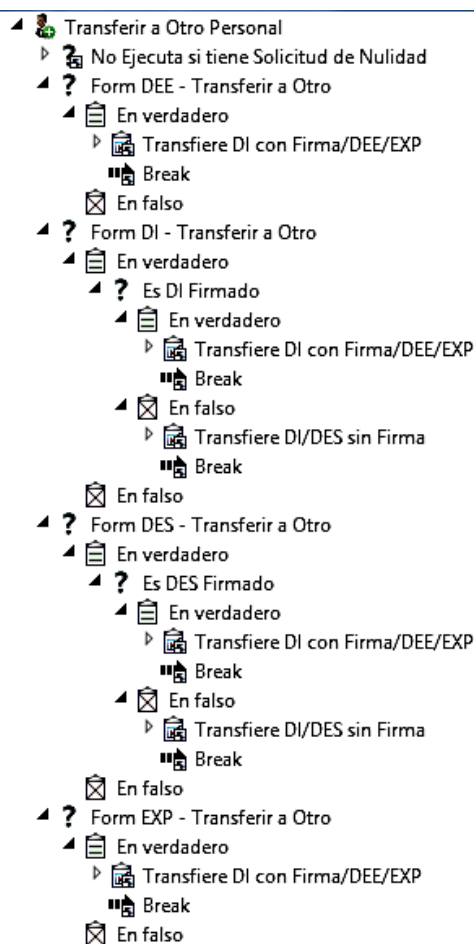 Transferir a Otro Personal
No Ejecuta si tiene Solicitud de Nulidad
Form DEE - Transferir a Otro
En verdadero
Transfiere DI con Firma/DEE/EXP
Break
En falso
Form DI - Transferir a Otro
En verdadero
Es DI Firmado
En verdadero
Transfiere DI con Firma/DEE/EXP
Break
En falso
Transfiere DI/DES sin Firma
Break
En falso
Form DES - Transferir a Otro
En verdadero
Es DES Firmado
En verdadero
Transfiere DI con Firma/DEE/EXP
Break
En falso
Transfiere DI/DES sin Firma
Break
En falso
Form EXP - Transferir a Otro
En verdadero
Transfiere DI con Firma/DEE/EXP
Break
En falso